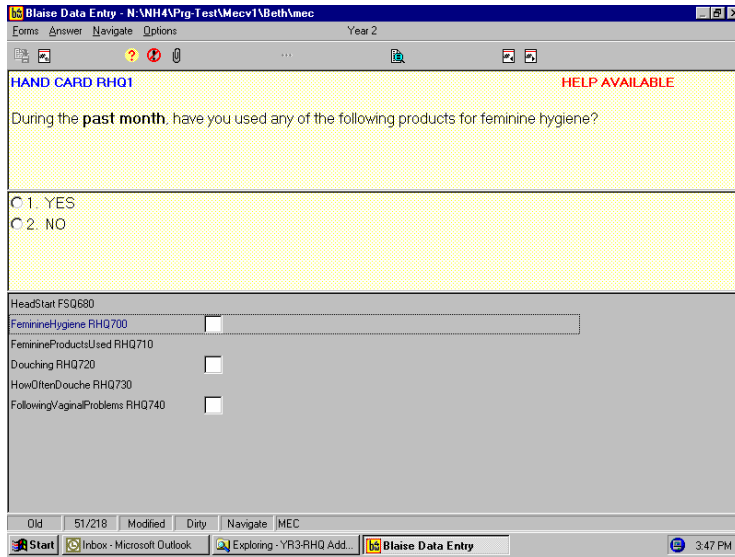 Blaise Data Entry - N:\NH4\Prg-Test\Mecv1\Beth\mec
Forms Answer Navigate Options Year 2
HAND CARD RHQ1 HELP AVAILABLE
During the past month, have you used any of the following products for feminine hygiene?
1. YES
2. NO
HeadStart FSQ680
FeminineHygiene RHQ700
FeminineProductsUsed RHQ710
Douching RHQ720
HowOftenDouche RHQ730
FollowingVaginalProblems RHQ740
Old 51/218 Modified Dirty Navigate MEC
Start Inbox - Microsoft Outlook Exploring - YR3-RHQ Add... Blaise Data Entry 3:47 PM